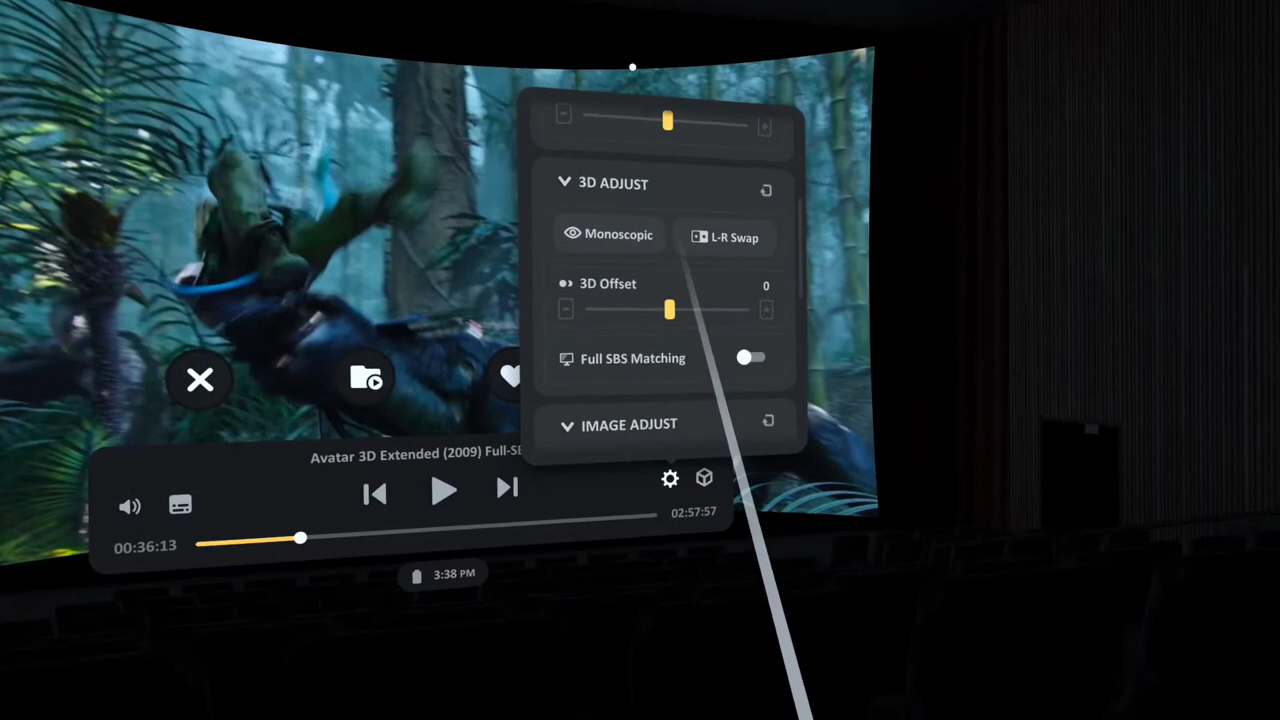 3D ADJUST
Monoscopic
L-R Swap
3D Offset
0
Full SBS Matching
IMAGE ADJUST
Avatar 3D Extended (2009) Full-SB
00:36:13
02:57:57
3:38 PM